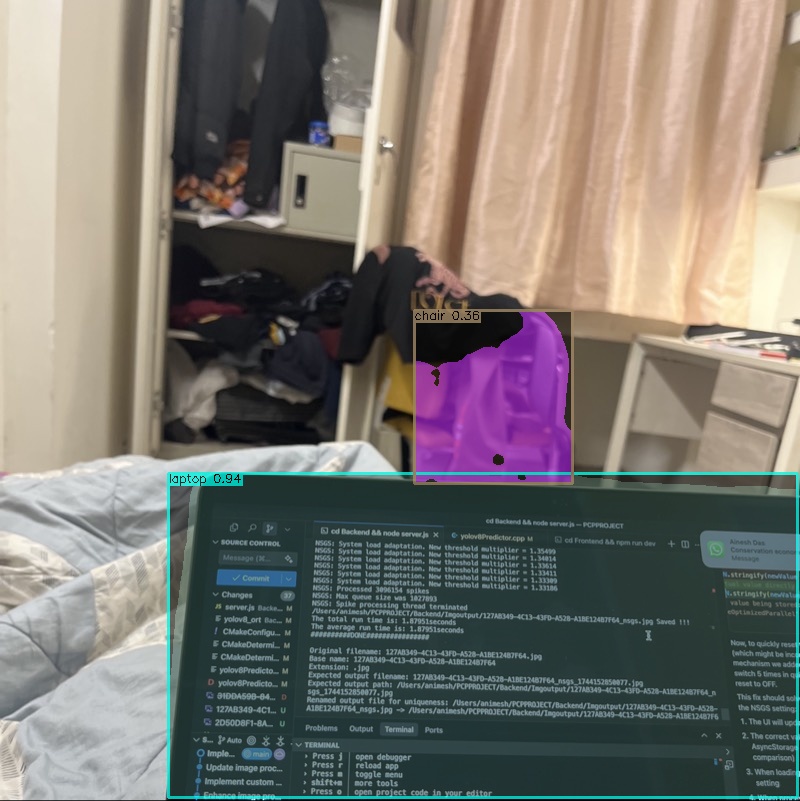 chair 0.36
laptop 0.94
cd Backend && node server.js — PCPPROJECT
SOURCE CONTROL
Message (⌘...
Commit
Changes 37
server.js Backe... M
yolov8_ort Bac... M
CMakeConfigu... M
CMakeDetermi... M
CMakeDetermi... M
yolov8Predicto... M
yolov8Predicto... M
91DDA59B-04... D
127AB349-4C1... U
2D50D8F1-8A... U
S... Auto
Imple... main
Update image proc...
Implement custom ...
Enhance image pro...
cd Backend && node server.js
yolov8Predictor.cpp M
cd Frontend && npm run dev
NSGS: System load adaptation. New threshold multiplier = 1.35499
NSGS: System load adaptation. New threshold multiplier = 1.34814
NSGS: System load adaptation. New threshold multiplier = 1.33614
NSGS: System load adaptation. New threshold multiplier = 1.33411
NSGS: System load adaptation. New threshold multiplier = 1.33309
NSGS: System load adaptation. New threshold multiplier = 1.33186
NSGS: Processed 3096154 spikes
NSGS: Max queue size was 1027893
NSGS: Spike processing thread terminated
/Users/animesh/PCPPROJECT/Backend/Imgoutput/127AB349-4C13-43FD-A528-A1BE124B7F64_nsgs.jpg Saved !!!
The total run time is: 1.87951seconds
The average run time is: 1.87951seconds
##########DONE################
Original filename: 127AB349-4C13-43FD-A528-A1BE124B7F64.jpg
Base name: 127AB349-4C13-43FD-A528-A1BE124B7F64
Extension: .jpg
Expected output filename: 127AB349-4C13-43FD-A528-A1BE124B7F64_nsgs_1744152850077.jpg
Expected output path: /Users/animesh/PCPPROJECT/Backend/Imgoutput/127AB349-4C13-43FD-A528-A1BE124B7F64_n
sgs_1744152850077.jpg
Renamed output file for uniqueness: /Users/animesh/PCPPROJECT/Backend/Imgoutput/127AB349-4C13-43FD-A528-
A1BE124B7F64_nsgs.jpg -> /Users/animesh/PCPPROJECT/Backend/Imgoutput/127AB349-4C13-43FD-A528-A1BE124B7F6
Problems Output Terminal Ports
TERMINAL
› Press j │ open debugger
› Press r │ reload app
› Press m │ toggle menu
› shift+m │ more tools
› Press o │ open project code in your editor
Animesh Das
Conservation econom
Message
.stringify(newValue
.stringify(newVal
value being stored
Now, to quickly reset
(which might be inco
mechanism we adde
switch 5 times in qu
reset to OFF.
This fix should solve
the NSGS setting:
1. The UI will upd
2. The correct va
AsyncStorage
comparison)
3. When loading
setting